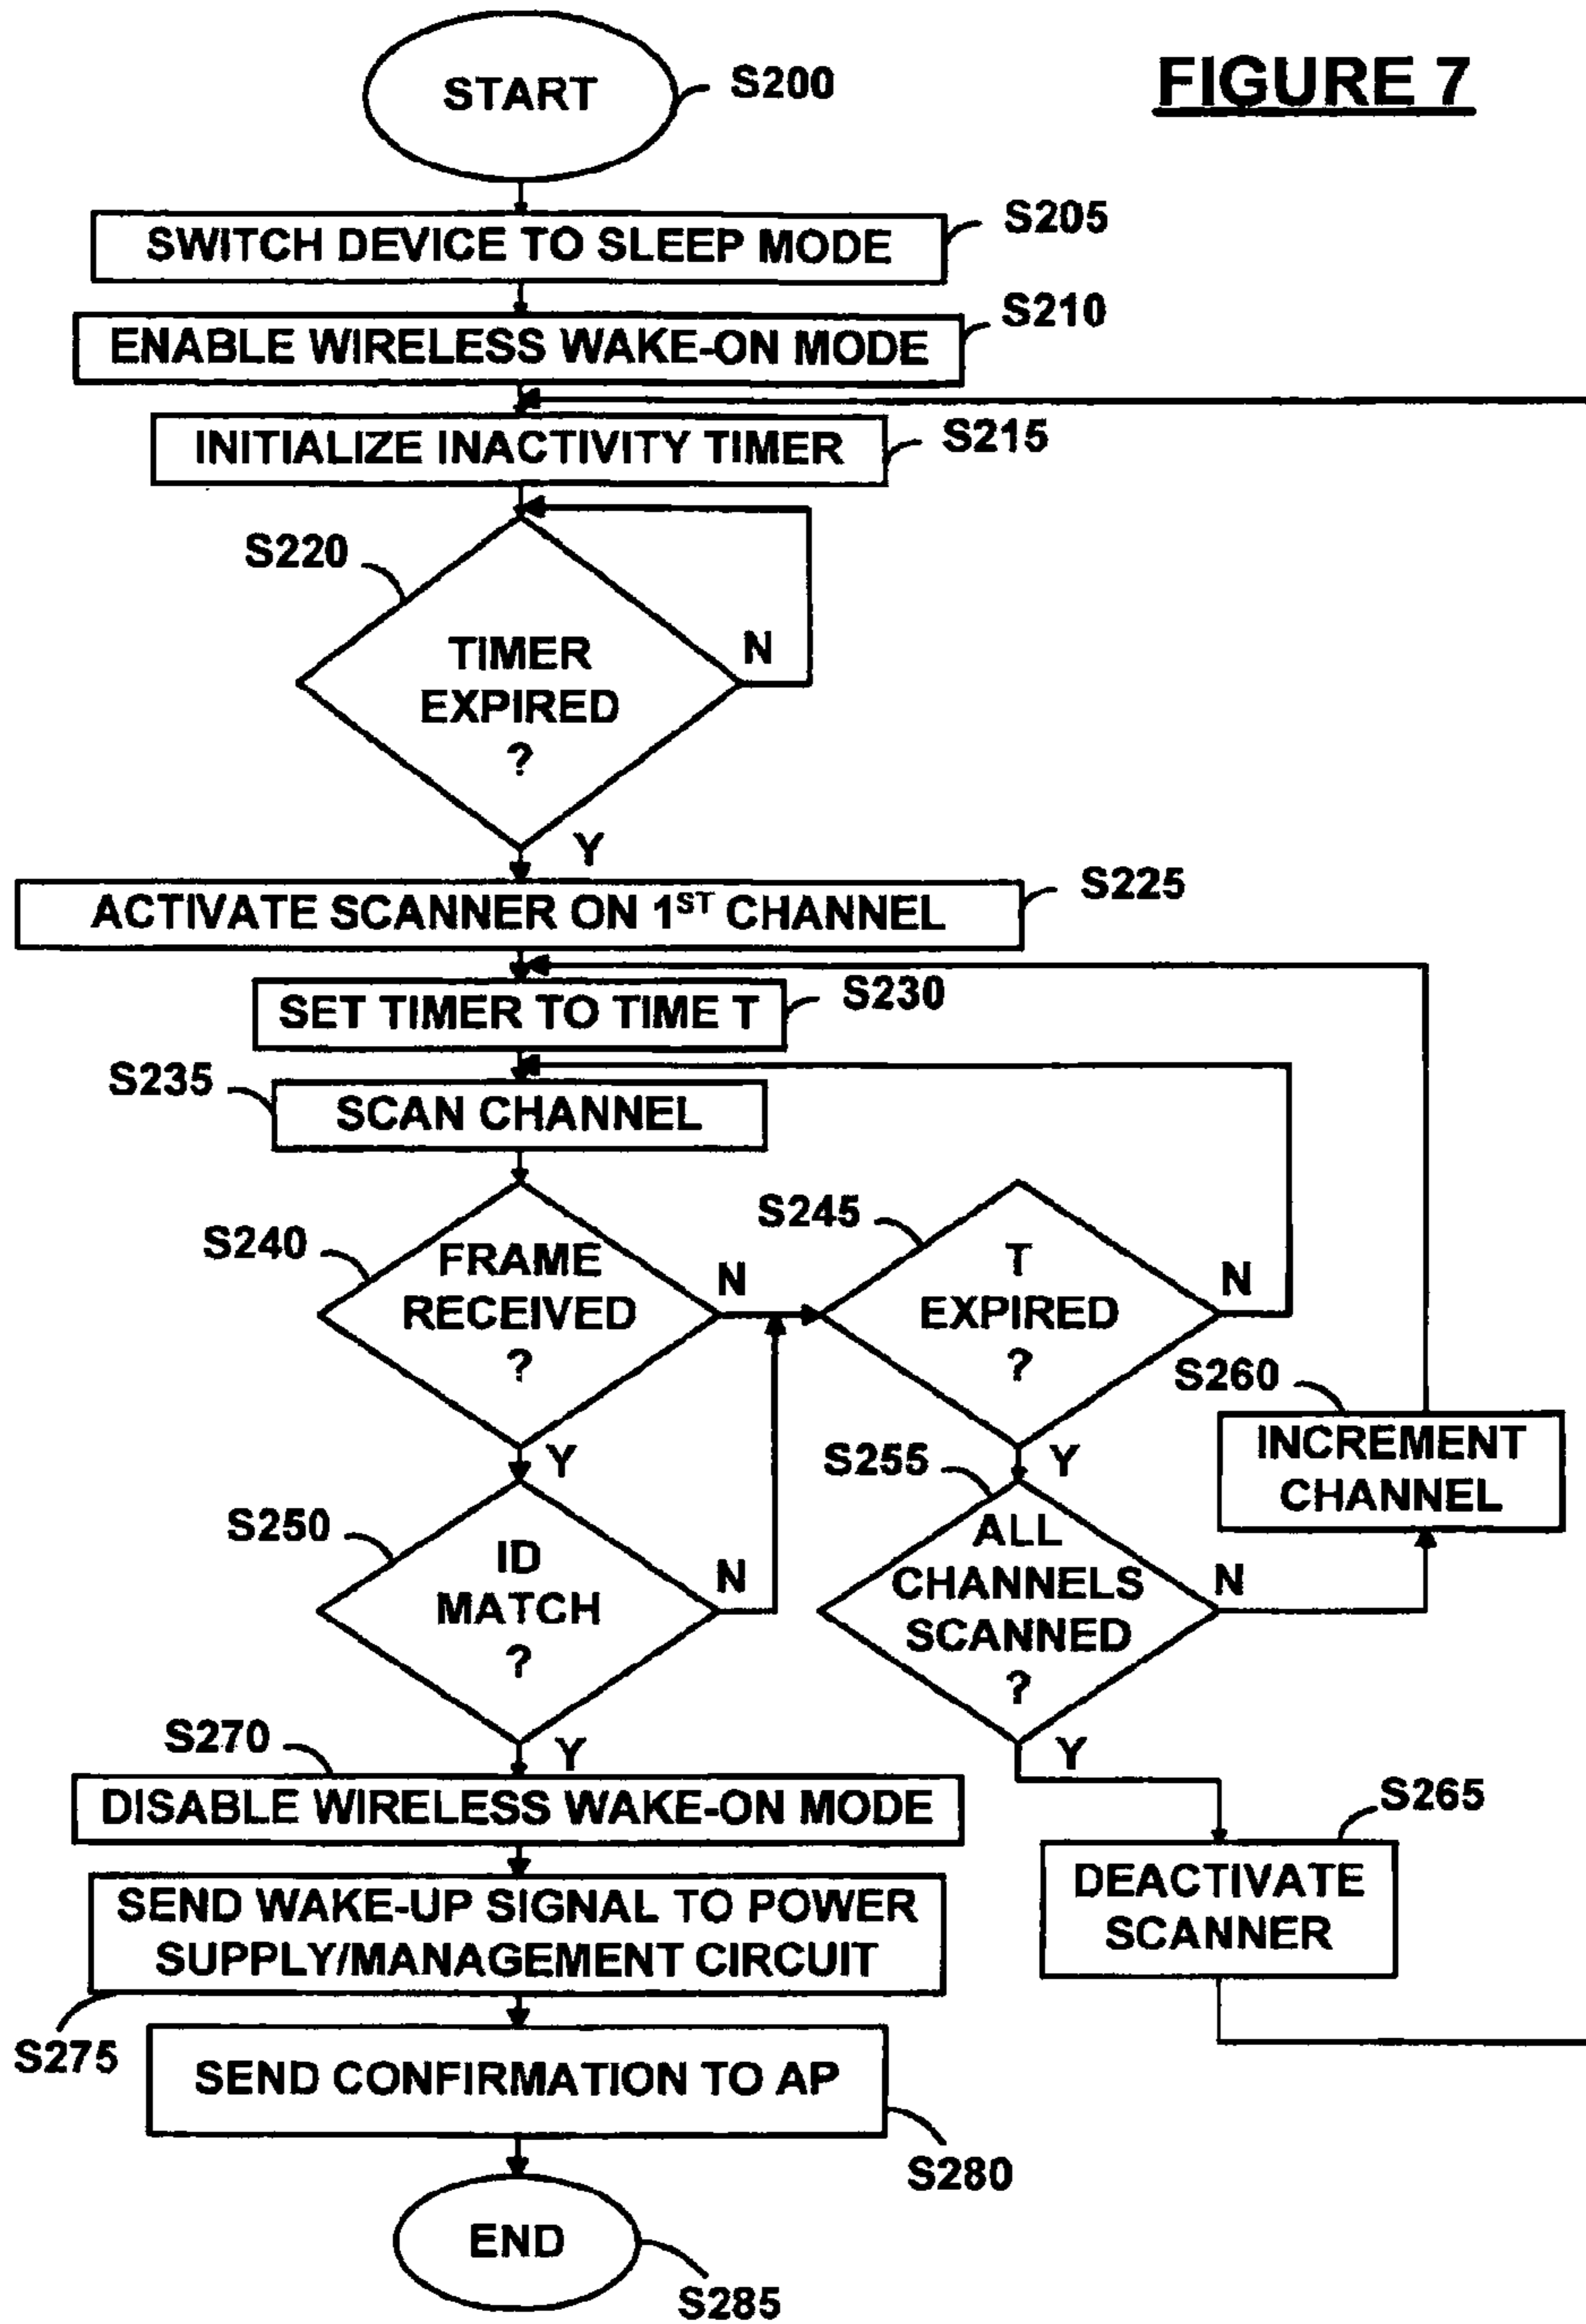 FIGURE 7
START
S200
SWITCH DEVICE TO SLEEP MODE
S205
ENABLE WIRELESS WAKE-ON MODE
S210
INITIALIZE INACTIVITY TIMER
S215
S220
TIMER
EXPIRED
?
N
Y
ACTIVATE SCANNER ON 1ST CHANNEL
S225
SET TIMER TO TIME T
S230
S235
SCAN CHANNEL
S240
FRAME
RECEIVED
?
N
Y
S245
T
EXPIRED
?
N
Y
S260
INCREMENT
CHANNEL
S250
ID
MATCH
?
N
Y
S255
ALL
CHANNELS
SCANNED
?
N
Y
S270
DISABLE WIRELESS WAKE-ON MODE
S265
DEACTIVATE
SCANNER
SEND WAKE-UP SIGNAL TO POWER
SUPPLY/MANAGEMENT CIRCUIT
S275
SEND CONFIRMATION TO AP
S280
END
S285